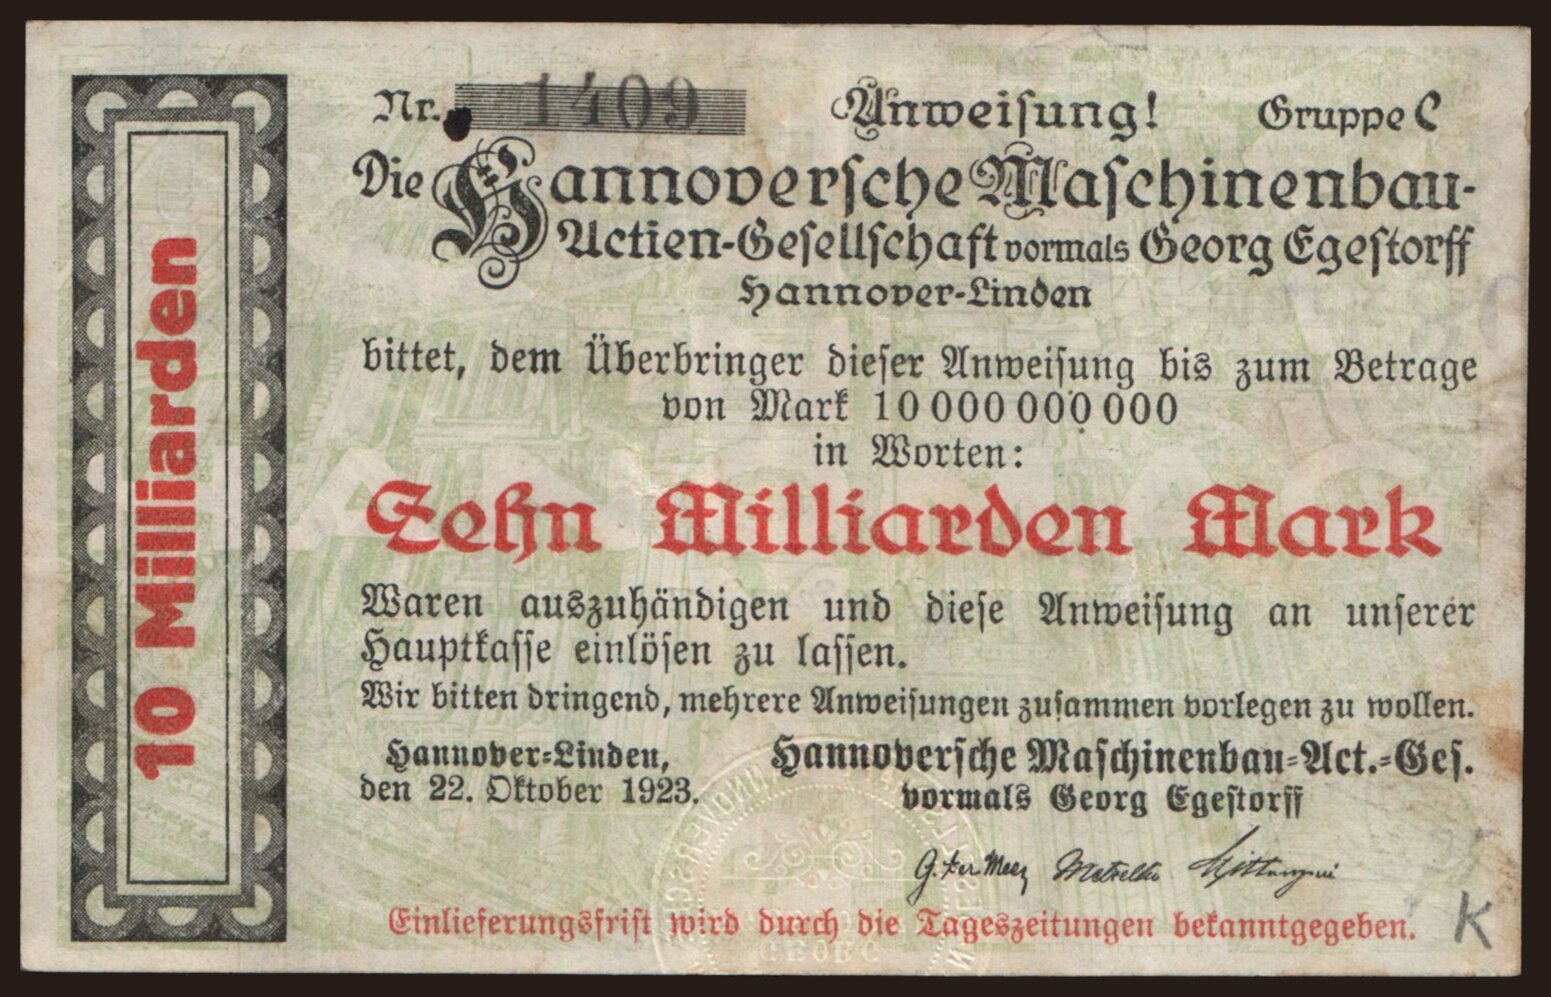 Nr. 1409
Anweisung!
Gruppe C
Die Hannoversche Maschinenbau-
Actien-Gesellschaft vormals Georg Egestorff
Hannover-Linden
bittet, dem Überbringer dieser Anweisung bis zum Betrage
von Mark 10 000 000 000
in Worten:
Zehn Milliarden Mark
Waren auszuhändigen und diese Anweisung an unserer
Hauptkasse einlösen zu lassen.
Wir bitten dringend, mehrere Anweisungen zusammen vorlegen zu wollen.
Hannover-Linden,
den 22. Oktober 1923.
Hannoversche Maschinenbau-Act.-Ges.
vormals Georg Egestorff
G. ter Meer
Einlieferungsfrist wird durch die Tageszeitungen bekanntgegeben.
K
10 Milliarden
GEORG